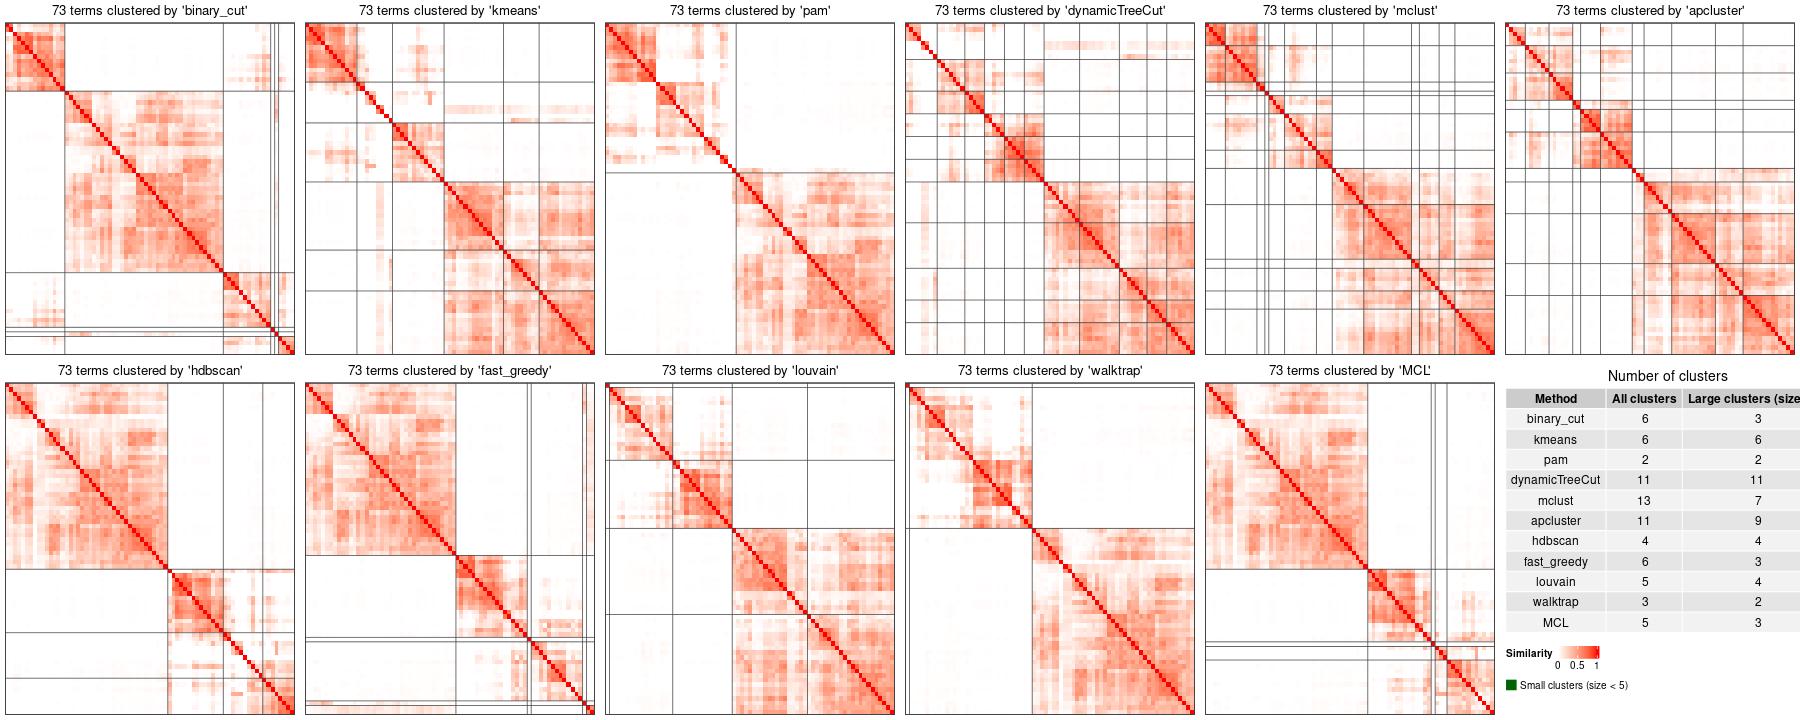 73 terms clustered by 'binary_cut'
73 terms clustered by 'kmeans'
73 terms clustered by 'pam'
73 terms clustered by 'dynamicTreeCut'
73 terms clustered by 'mclust'
73 terms clustered by 'apcluster'
73 terms clustered by 'hdbscan'
73 terms clustered by 'fast_greedy'
73 terms clustered by 'louvain'
73 terms clustered by 'walktrap'
73 terms clustered by 'MCL'
Number of clusters
Method All clusters Large clusters (size
binary_cut 6 3
kmeans 6 6
pam 2 2
dynamicTreeCut 11 11
mclust 13 7
apcluster 11 9
hdbscan 4 4
fast_greedy 6 3
louvain 5 4
walktrap 3 2
MCL 5 3
Similarity
0 0.5 1
Small clusters (size < 5)